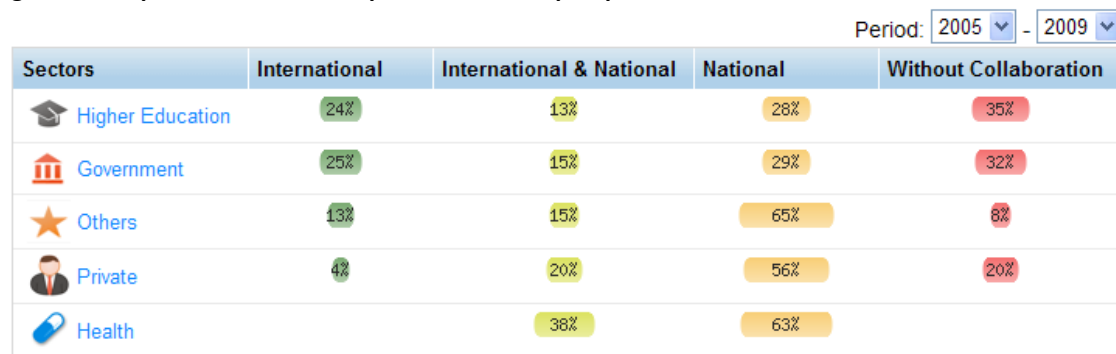 Period: 2005 - 2009
Sectors International International & National National Without Collaboration
Higher Education 24% 13% 28% 35%
Government 25% 15% 29% 32%
Others 13% 15% 65% 8%
Private 4% 20% 56% 20%
Health 38% 63%